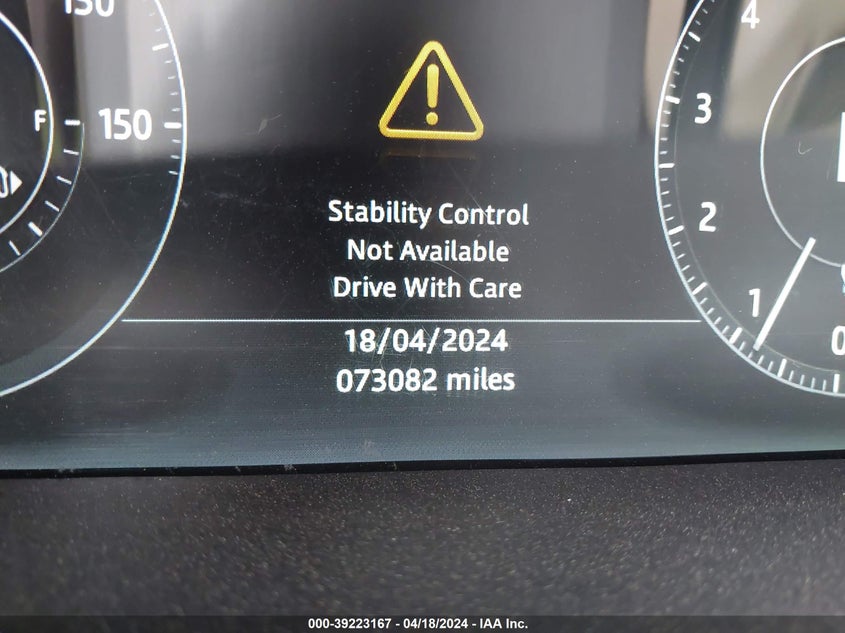 150
F
150
4
3
2
1
0
Stability Control
Not Available
Drive With Care
18/04/2024
073082 miles
000-39223167 - 04/18/2024 - IAA Inc.